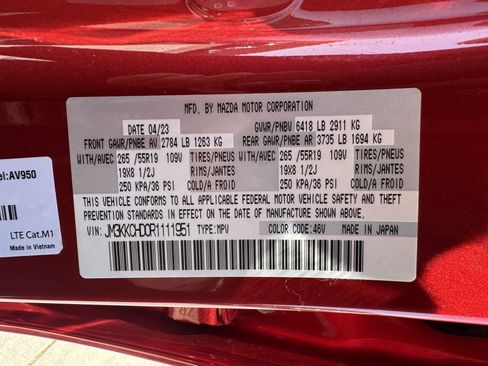 MFD. BY MAZDA MOTOR CORPORATION
DATE 04/23 GVWR/PNBV 6418 LB 2911 KG
FRONT GAWR/PNBE AV 2784 LB 1263 KG REAR GAWR/PNBE AR 3735 LB 1694 KG
WITH/AVEC 265 /55R19 109V TIRES/PNEUS WITH/AVEC 265 /55R19 109V TIRES/PNEUS
19X8 1/2J RIMS/JANTES 19X8 1/2J RIMS/JANTES
250 KPA/36 PSI COLD/A FROID 250 KPA/36 PSI COLD/A FROID
THIS VEHICLE CONFORMS TO ALL APPLICABLE FEDERAL MOTOR VEHICLE SAFETY AND THEFT
PREVENTION STANDARDS IN EFFECT ON THE DATE OF MANUFACTURE SHOWN ABOVE.
VIN: JM3KKCHD0R1111951 TYPE:MPV COLOR CODE:46V MADE IN JAPAN
el:AV950
LTE Cat.M1
Made in Vietnam